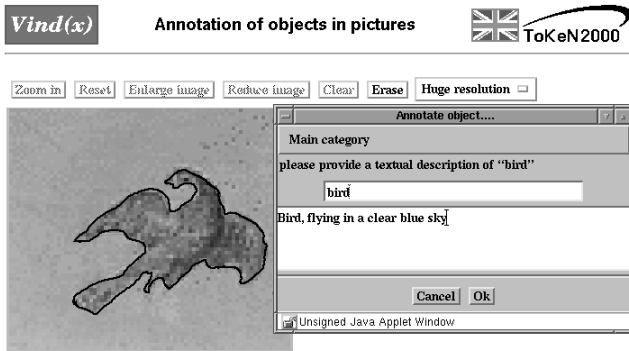 Vind(x)
Annotation of objects in pictures
ToKeN2000
Zoom in Reset Enlarge image Reduce image Clear Erase Huge resolution
Annotate object....
Main category
please provide a textual description of “bird”
bird
Bird, flying in a clear blue sky
Cancel Ok
Unsigned Java Applet Window